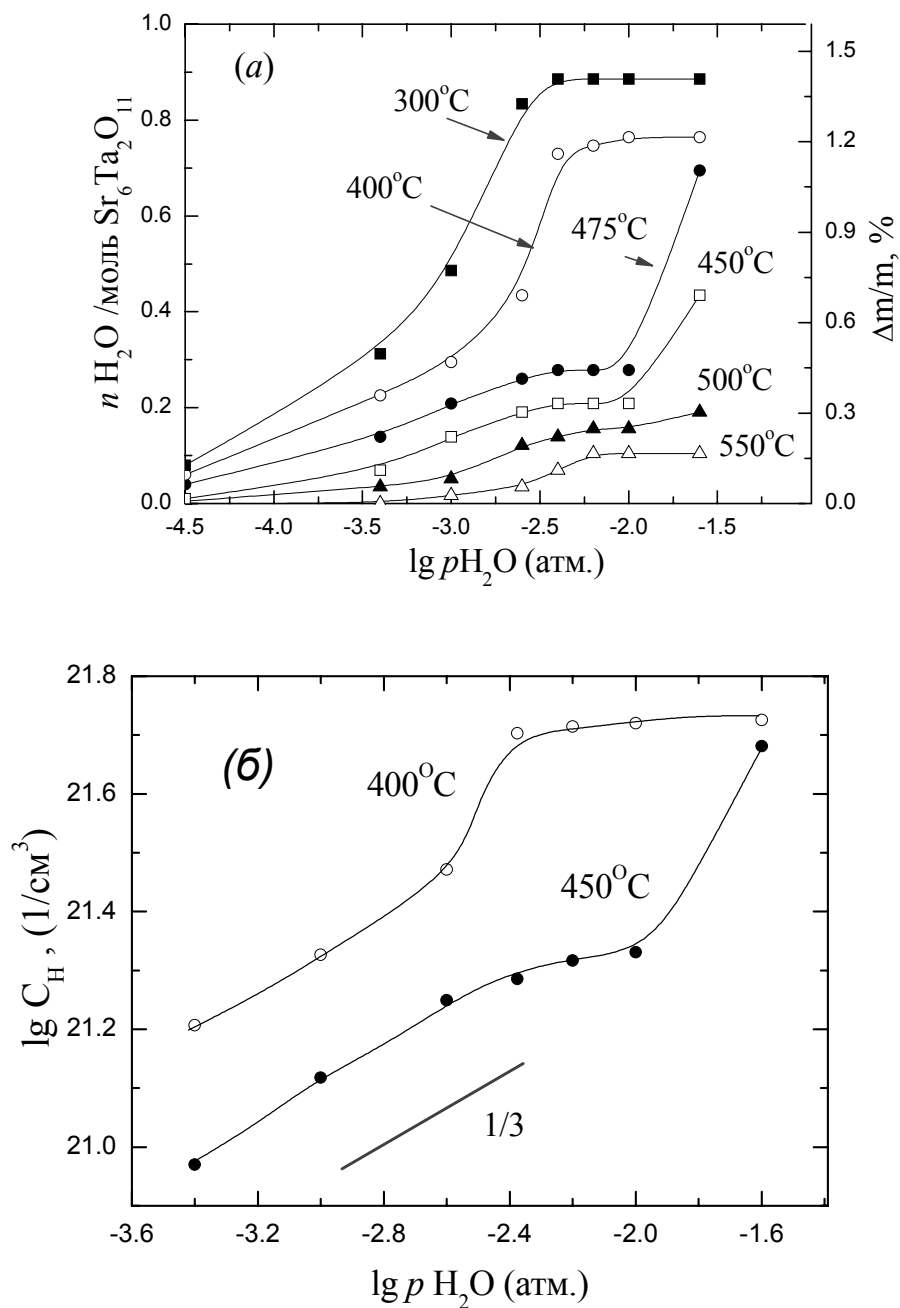 (а)
1.0
0.8
0.6
0.4
0.2
0.0
n H2O /моль Sr6Ta2O11
1.5
1.2
0.9
0.6
0.3
0.0
Δm/m, %
300°C
400°C
475°C
450°C
500°C
550°C
-4.5 -4.0 -3.5 -3.0 -2.5 -2.0 -1.5
lg pH2O (атм.)
(б)
21.8
21.6
21.4
21.2
21.0
lg CH , (1/см3)
400OC
450OC
1/3
-3.6 -3.2 -2.8 -2.4 -2.0 -1.6
lg p H2O (атм.)